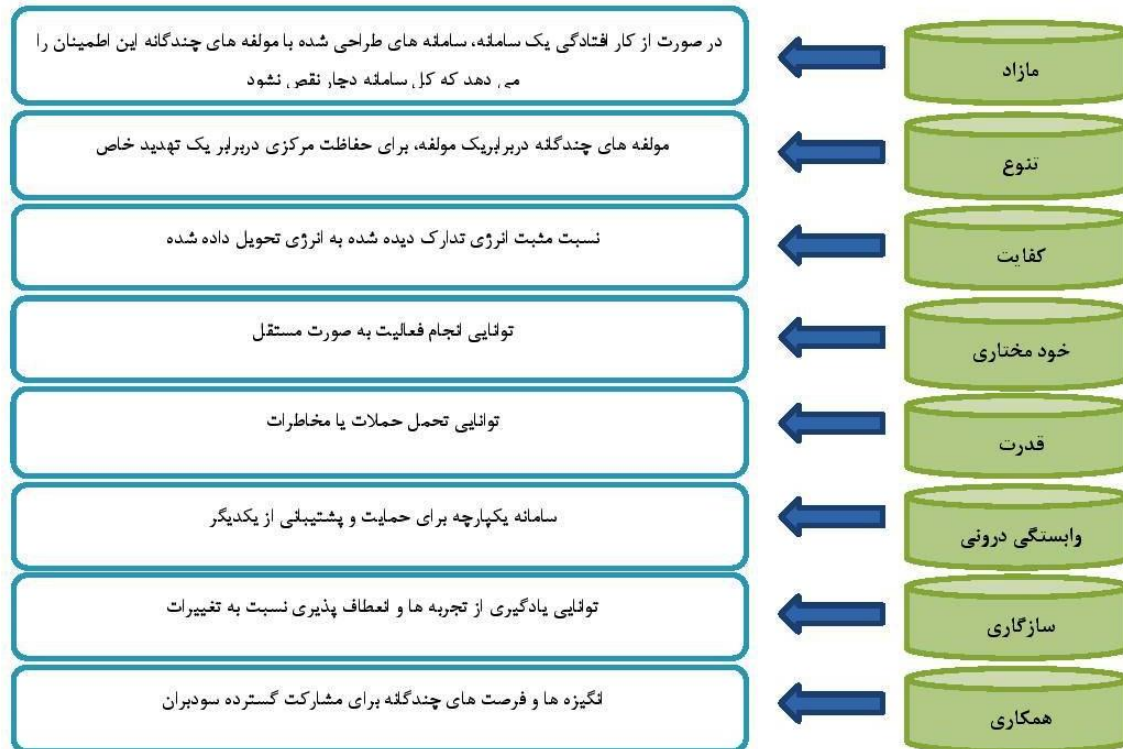 مازاد
در صورت از کار افتادگی یک سامانه، سامانه های طراحی شده با مولفه های چندگانه این اطمینان را
می دهد که کل سامانه دچار نقص نشود
تنوع
مولفه های چندگانه دربرابریک مولفه، برای حفاظت مرکزی دربرابر یک تهدید خاص
کفایت
نسبت مثبت انرژی تدارک دیده شده به انرژی تحویل داده شده
خود مختاری
توانایی انجام فعالیت به صورت مستقل
قدرت
توانایی تحمل حملات یا مخاطرات
وابستگی درونی
سامانه یکپارچه برای حمایت و پشتیبانی از یکدیگر
سازگاری
توانایی یادگیری از تجربه ها و انعطاف پذیری نسبت به تغییرات
همکاری
انگیزه ها و فرصت های چندگانه برای مشارکت گسترده سودبران